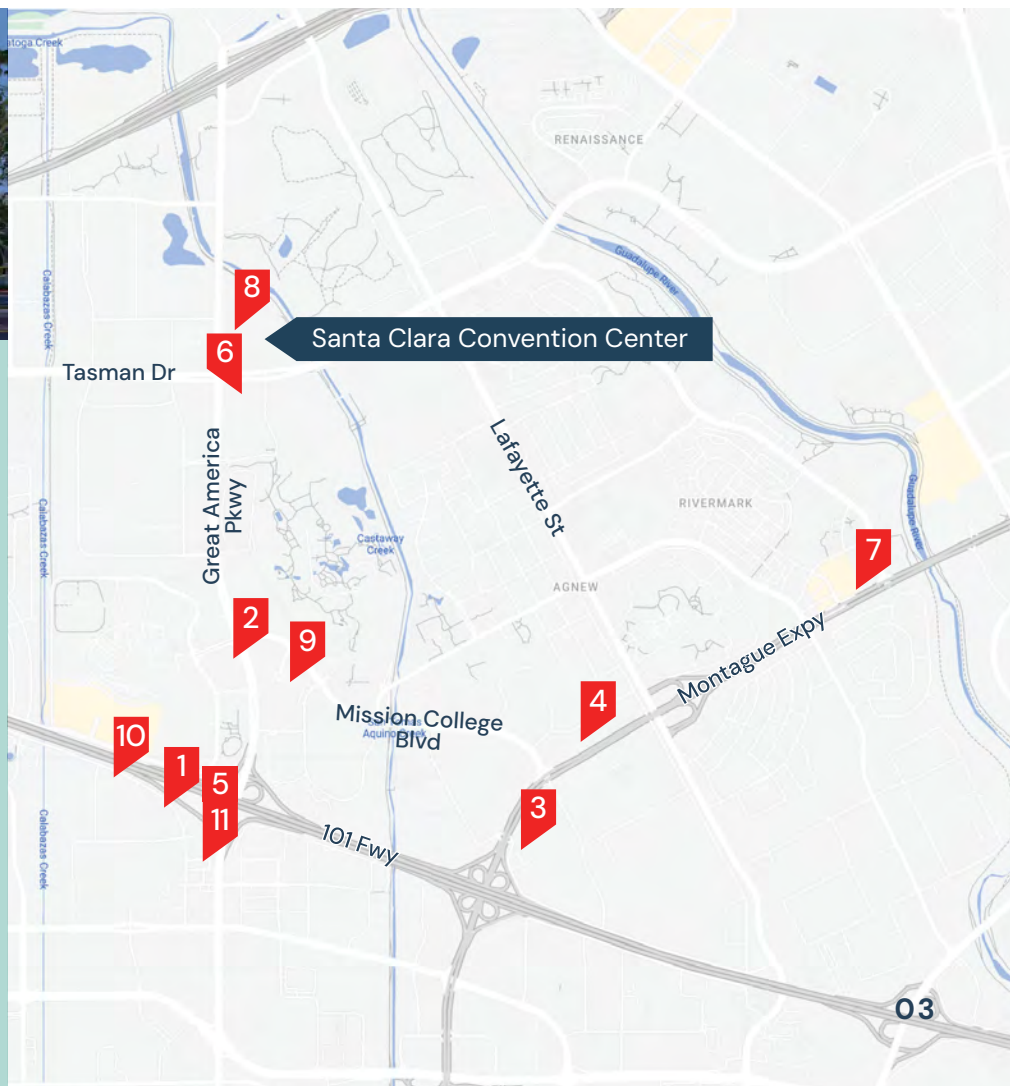 Creek
RENAISSANCE
Guadalupe River
Calabazas Creek
8
Santa Clara Convention Center
6
Tasman Dr
Great America
Pkwy
Lafayette St
Calabazas Creek
RIVERMARK
Guadalupe River
Castaway
Creek
7
AGNEW
2
9
Montague Expy
4
Mission College
Blvd
Aquino Creek
10
1
5
3
11
101 Fwy
Calabazas Creek
03